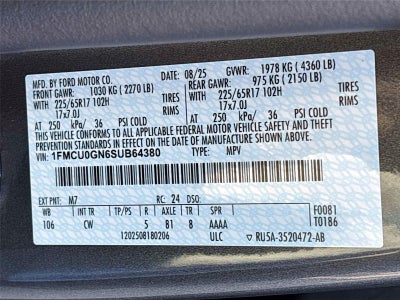 MFD. BY FORD MOTOR CO. 08/25 GVWR: 1978 KG ( 4360 LB)
FRONT GAWR: 1030 KG ( 2270 LB) REAR GAWR: 975 KG ( 2150 LB)
225/65R17 102H TIRES 225/65R17 102H TIRES
17x7.0J RIMS 17x7.0J RIMS
AT 250 kPa/ 36 PSI COLD AT 250 kPa/ 36 PSI COLD
THIS VEHICLE CONFORMS TO ALL APPLICABLE FEDERAL MOTOR VEHICLE SAFETY, BUMPER, AND THEFT
PREVENTION STANDARDS IN EFFECT ON THE DATE OF MANUFACTURE SHOWN ABOVE.
VIN: 1FMCU0GN6SUB64380 TYPE: MPV
EXT PNT: M7 RC: 24 DSO: F0081
WB INT TR TP/PS R AXLE TR SPR T0186
106 CW 5 81 8 AAAA
1202508180206 ULC RU5A-3520472-AB